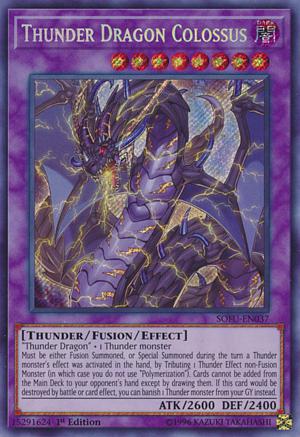 THUNDER DRAGON COLOSSUS
SOFU-EN037
[THUNDER/FUSION/EFFECT]
"Thunder Dragon" + 1 Thunder monster
Must be either Fusion Summoned, or Special Summoned during the turn a Thunder
monster's effect was activated in the hand, by Tributing 1 Thunder Effect non-Fusion
Monster (in which case you do not use "Polymerization"). Cards cannot be added from
the Main Deck to your opponent's hand except by drawing them. If this card would be
destroyed by battle or card effect, you can banish 1 Thunder monster from your GY instead.
ATK/2600 DEF/2400
15291624 1st Edition ©1996 KAZUKI TAKAHASHI